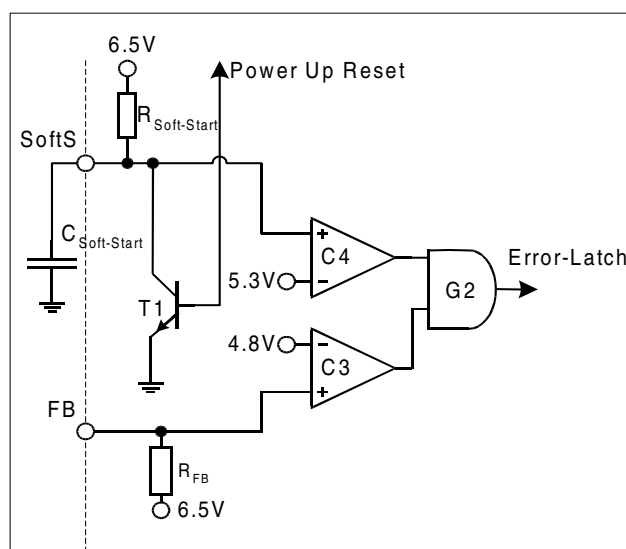 6.5V
Power Up Reset
R Soft-Start
SoftS
C Soft-Start
C4
5.3V
G2
Error-Latch
T1
4.8V
C3
FB
R FB
6.5V